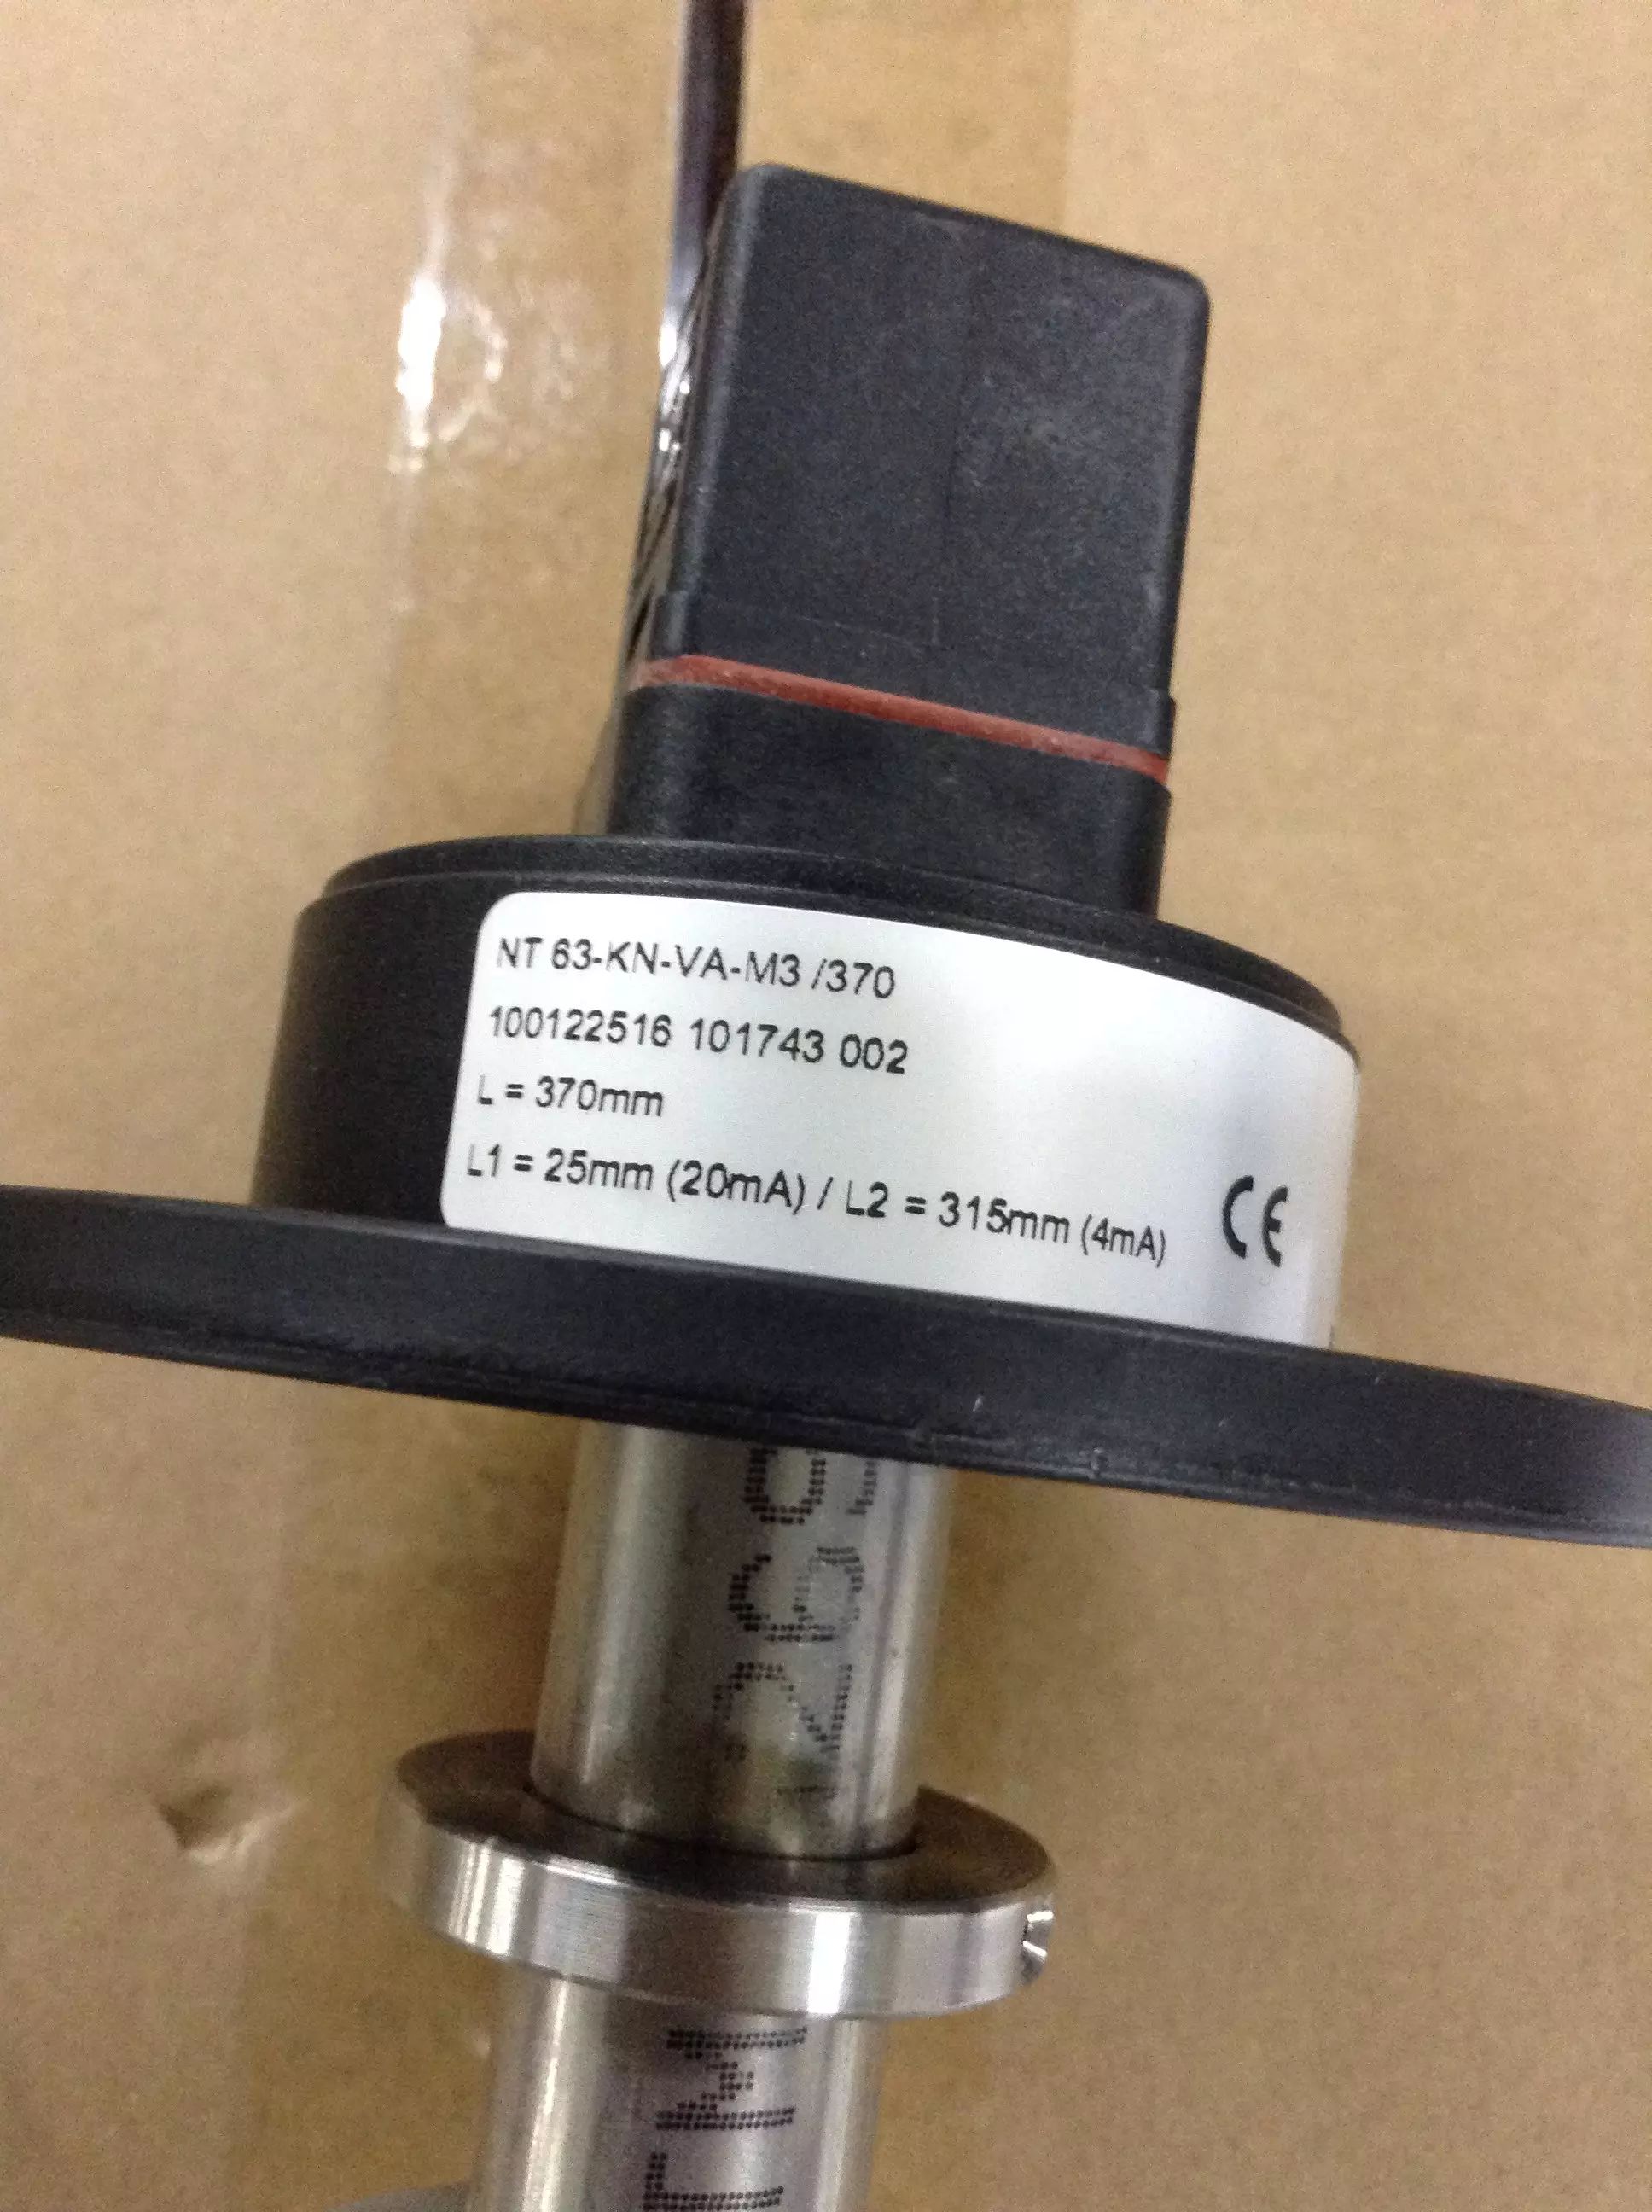 NT 63-KN-VA-M3 /370
100122516 101743 002
L = 370mm
L1 = 25mm (20mA) / L2 = 315mm (4mA)
CE